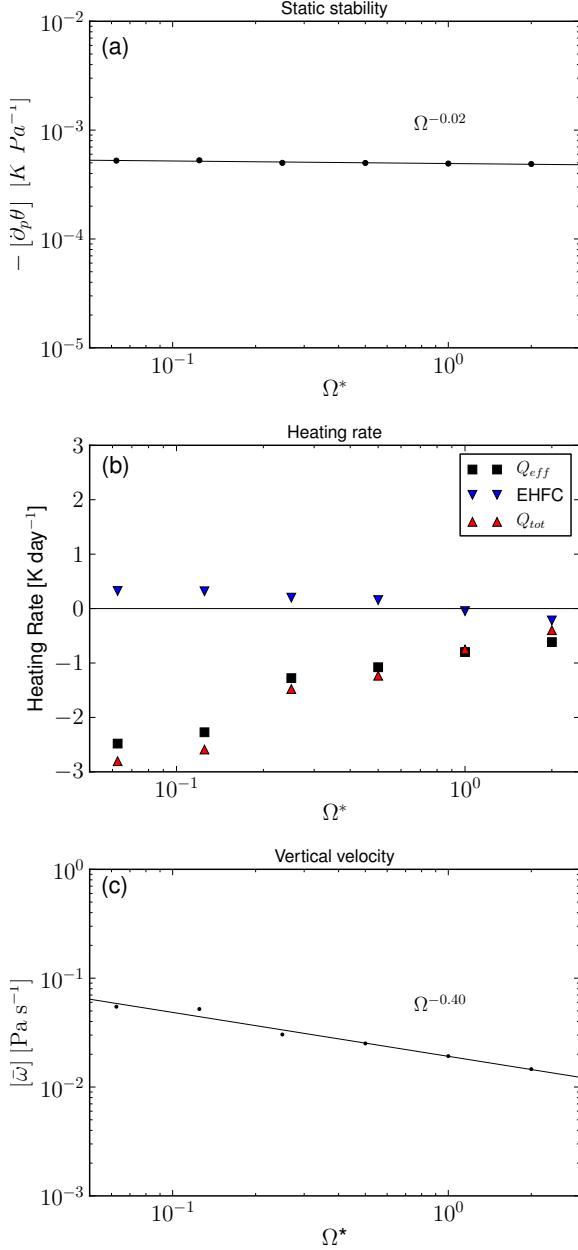 Static stability
(a)
Ω^−0.02
− [∂_pθ] [K Pa^−1]
10^−2
10^−3
10^−4
10^−5
10^−1
10^0
Ω*
Heating rate
(b)
Q_eff
EHFC
Q_tot
Heating Rate [K day^−1]
3
2
1
0
−1
−2
−3
10^−1
10^0
Ω*
Vertical velocity
(c)
Ω^−0.40
[ω̄] [Pa s^−1]
10^0
10^−1
10^−2
10^−3
10^−1
10^0
Ω*